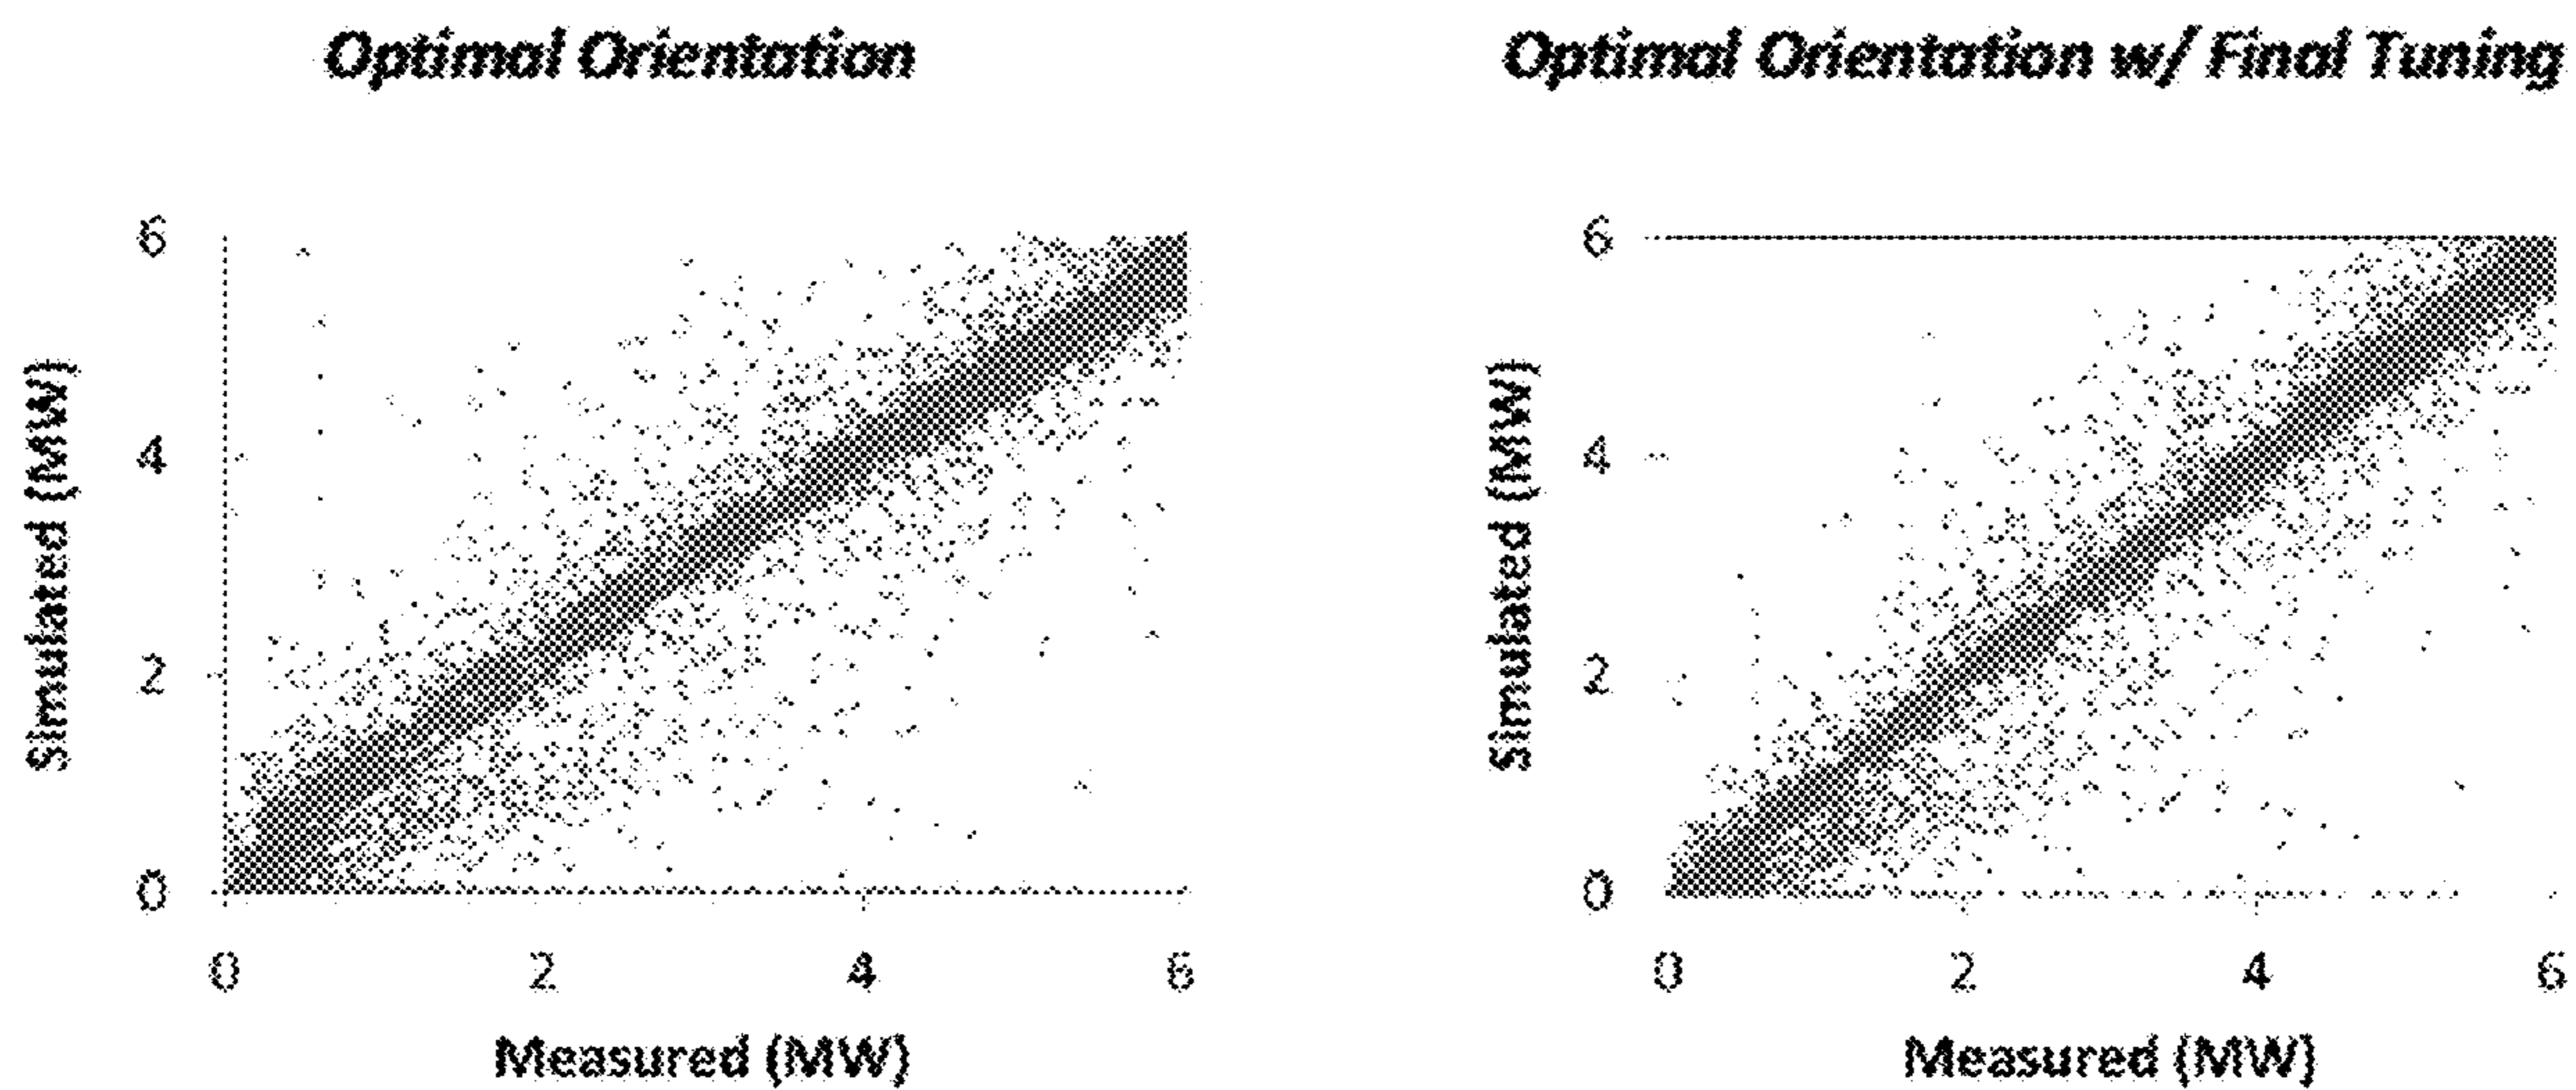 Optimal Orientation
Optimal Orientation w/ Final Tuning
6
4
2
0
Simulated (MW)
0 2 4 6
Measured (MW)
6
4
2
0
Simulated (MW)
0 2 4 6
Measured (MW)